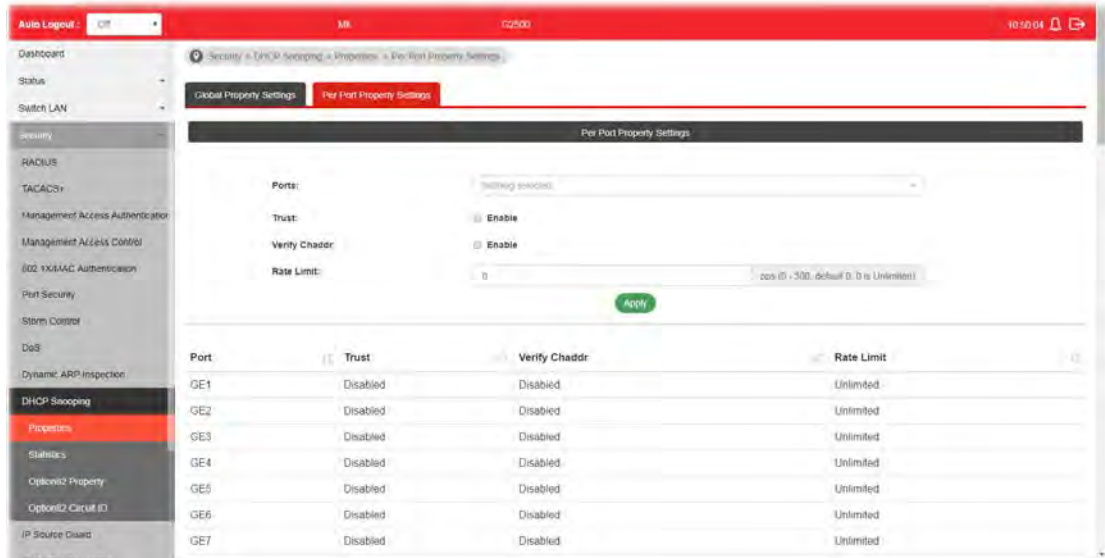 Auto Logout : Off MK G2500 10:50:04
Dashboard
Security » DHCP Snooping » Properties » Per Port Property Settings
Status
Global Property Settings Per Port Property Settings
Switch LAN
Security
Per Port Property Settings
RADIUS
TACACS+
Ports: Nothing selected
Management Access Authentication
Trust: Enable
Management Access Control
Verify Chaddr Enable
802.1X/MAC Authentication
Rate Limit: 0 pps (0 - 300, default 0, 0 is Unlimited)
Port Security
Apply
Storm Control
DoS
Port Trust Verify Chaddr Rate Limit
Dynamic ARP Inspection
GE1 Disabled Disabled Unlimited
DHCP Snooping
GE2 Disabled Disabled Unlimited
Properties
GE3 Disabled Disabled Unlimited
Statistics
GE4 Disabled Disabled Unlimited
Option82 Property
GE5 Disabled Disabled Unlimited
Option82 Circuit ID
GE6 Disabled Disabled Unlimited
IP Source Guard
GE7 Disabled Disabled Unlimited